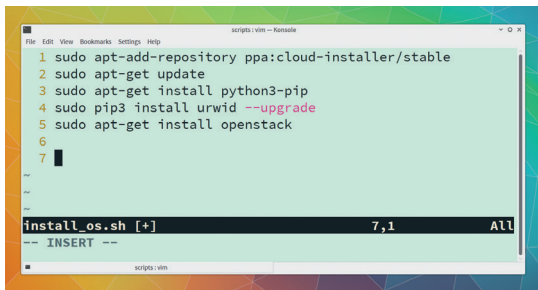 scripts : vim — Konsole
File Edit View Bookmarks Settings Help
1 sudo apt-add-repository ppa:cloud-installer/stable
2 sudo apt-get update
3 sudo apt-get install python3-pip
4 sudo pip3 install urwid --upgrade
5 sudo apt-get install openstack
6
7
~
~
~
install_os.sh [+] 7,1 All
-- INSERT --
scripts : vim